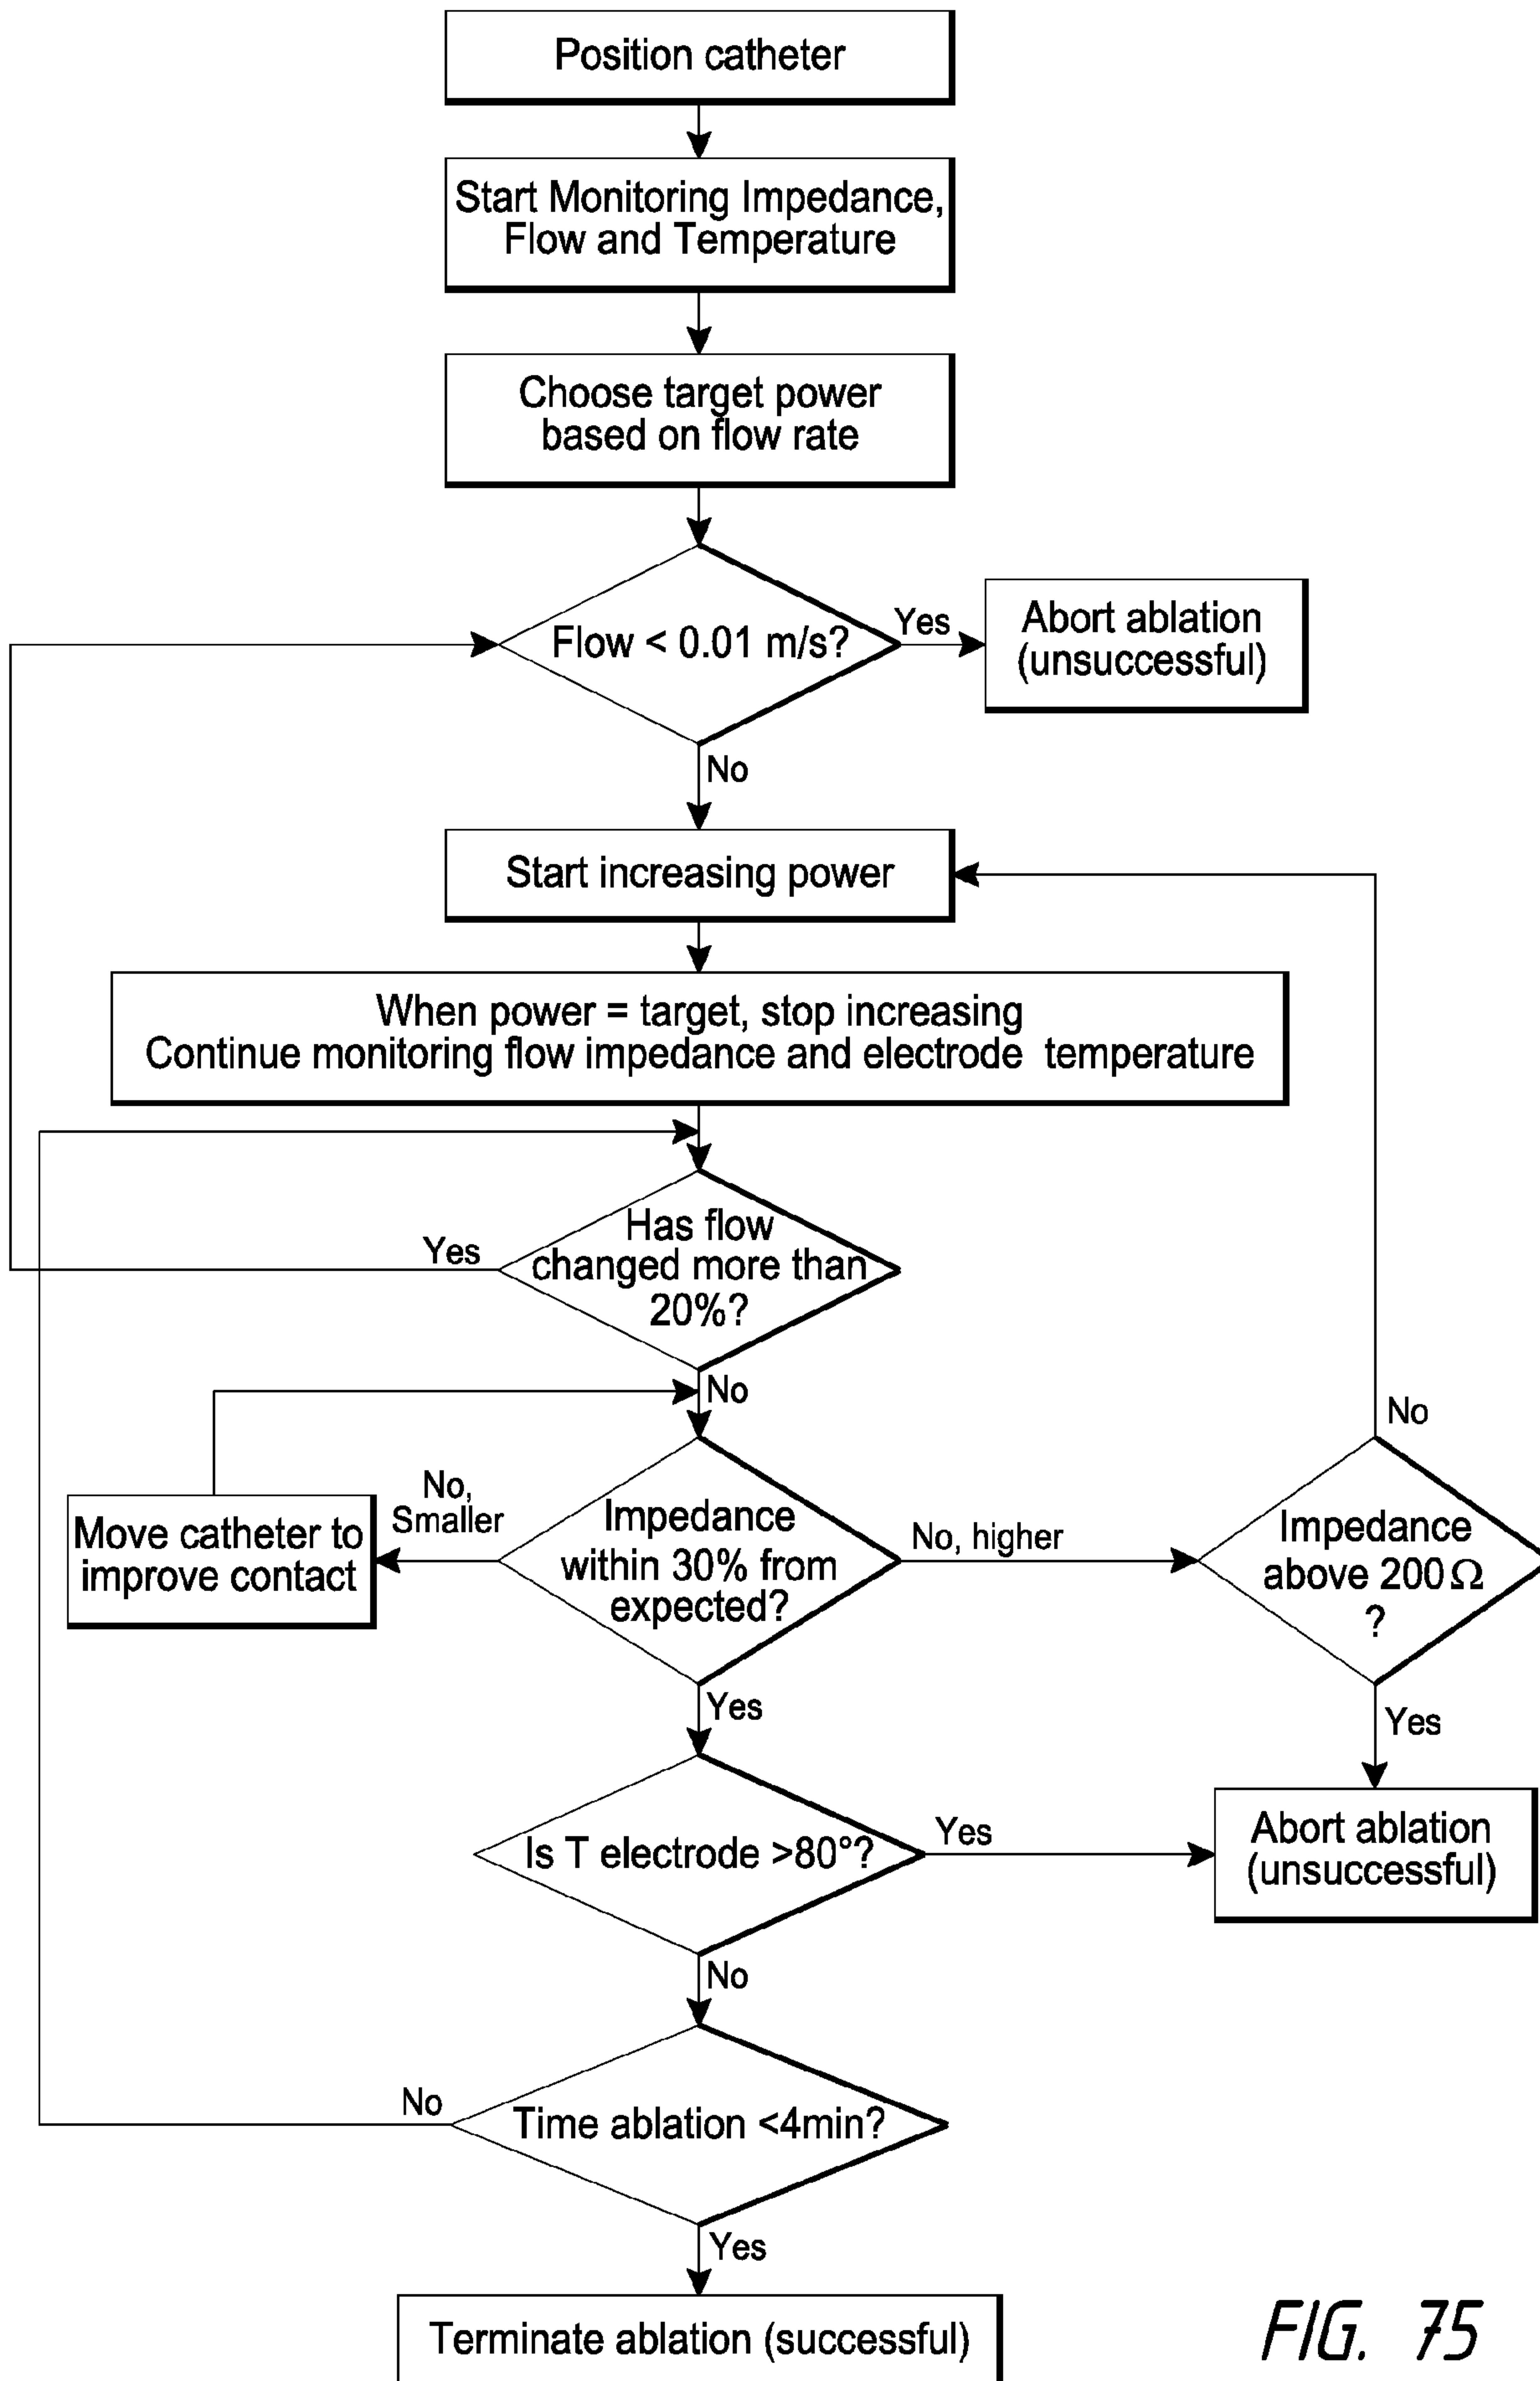 Position catheter
Start Monitoring Impedance,
Flow and Temperature
Choose target power
based on flow rate
Flow < 0.01 m/s?
Yes
Abort ablation
(unsuccessful)
No
Start increasing power
When power = target, stop increasing
Continue monitoring flow impedance and electrode temperature
Has flow
changed more than
20%?
Yes
No
Impedance
within 30% from
expected?
No,
Smaller
Move catheter to
improve contact
No, higher
Impedance
above 200 Ω
?
No
Yes
Yes
Is T electrode >80°?
Yes
Abort ablation
(unsuccessful)
No
Time ablation <4min?
No
Yes
Terminate ablation (successful)
FIG. 75